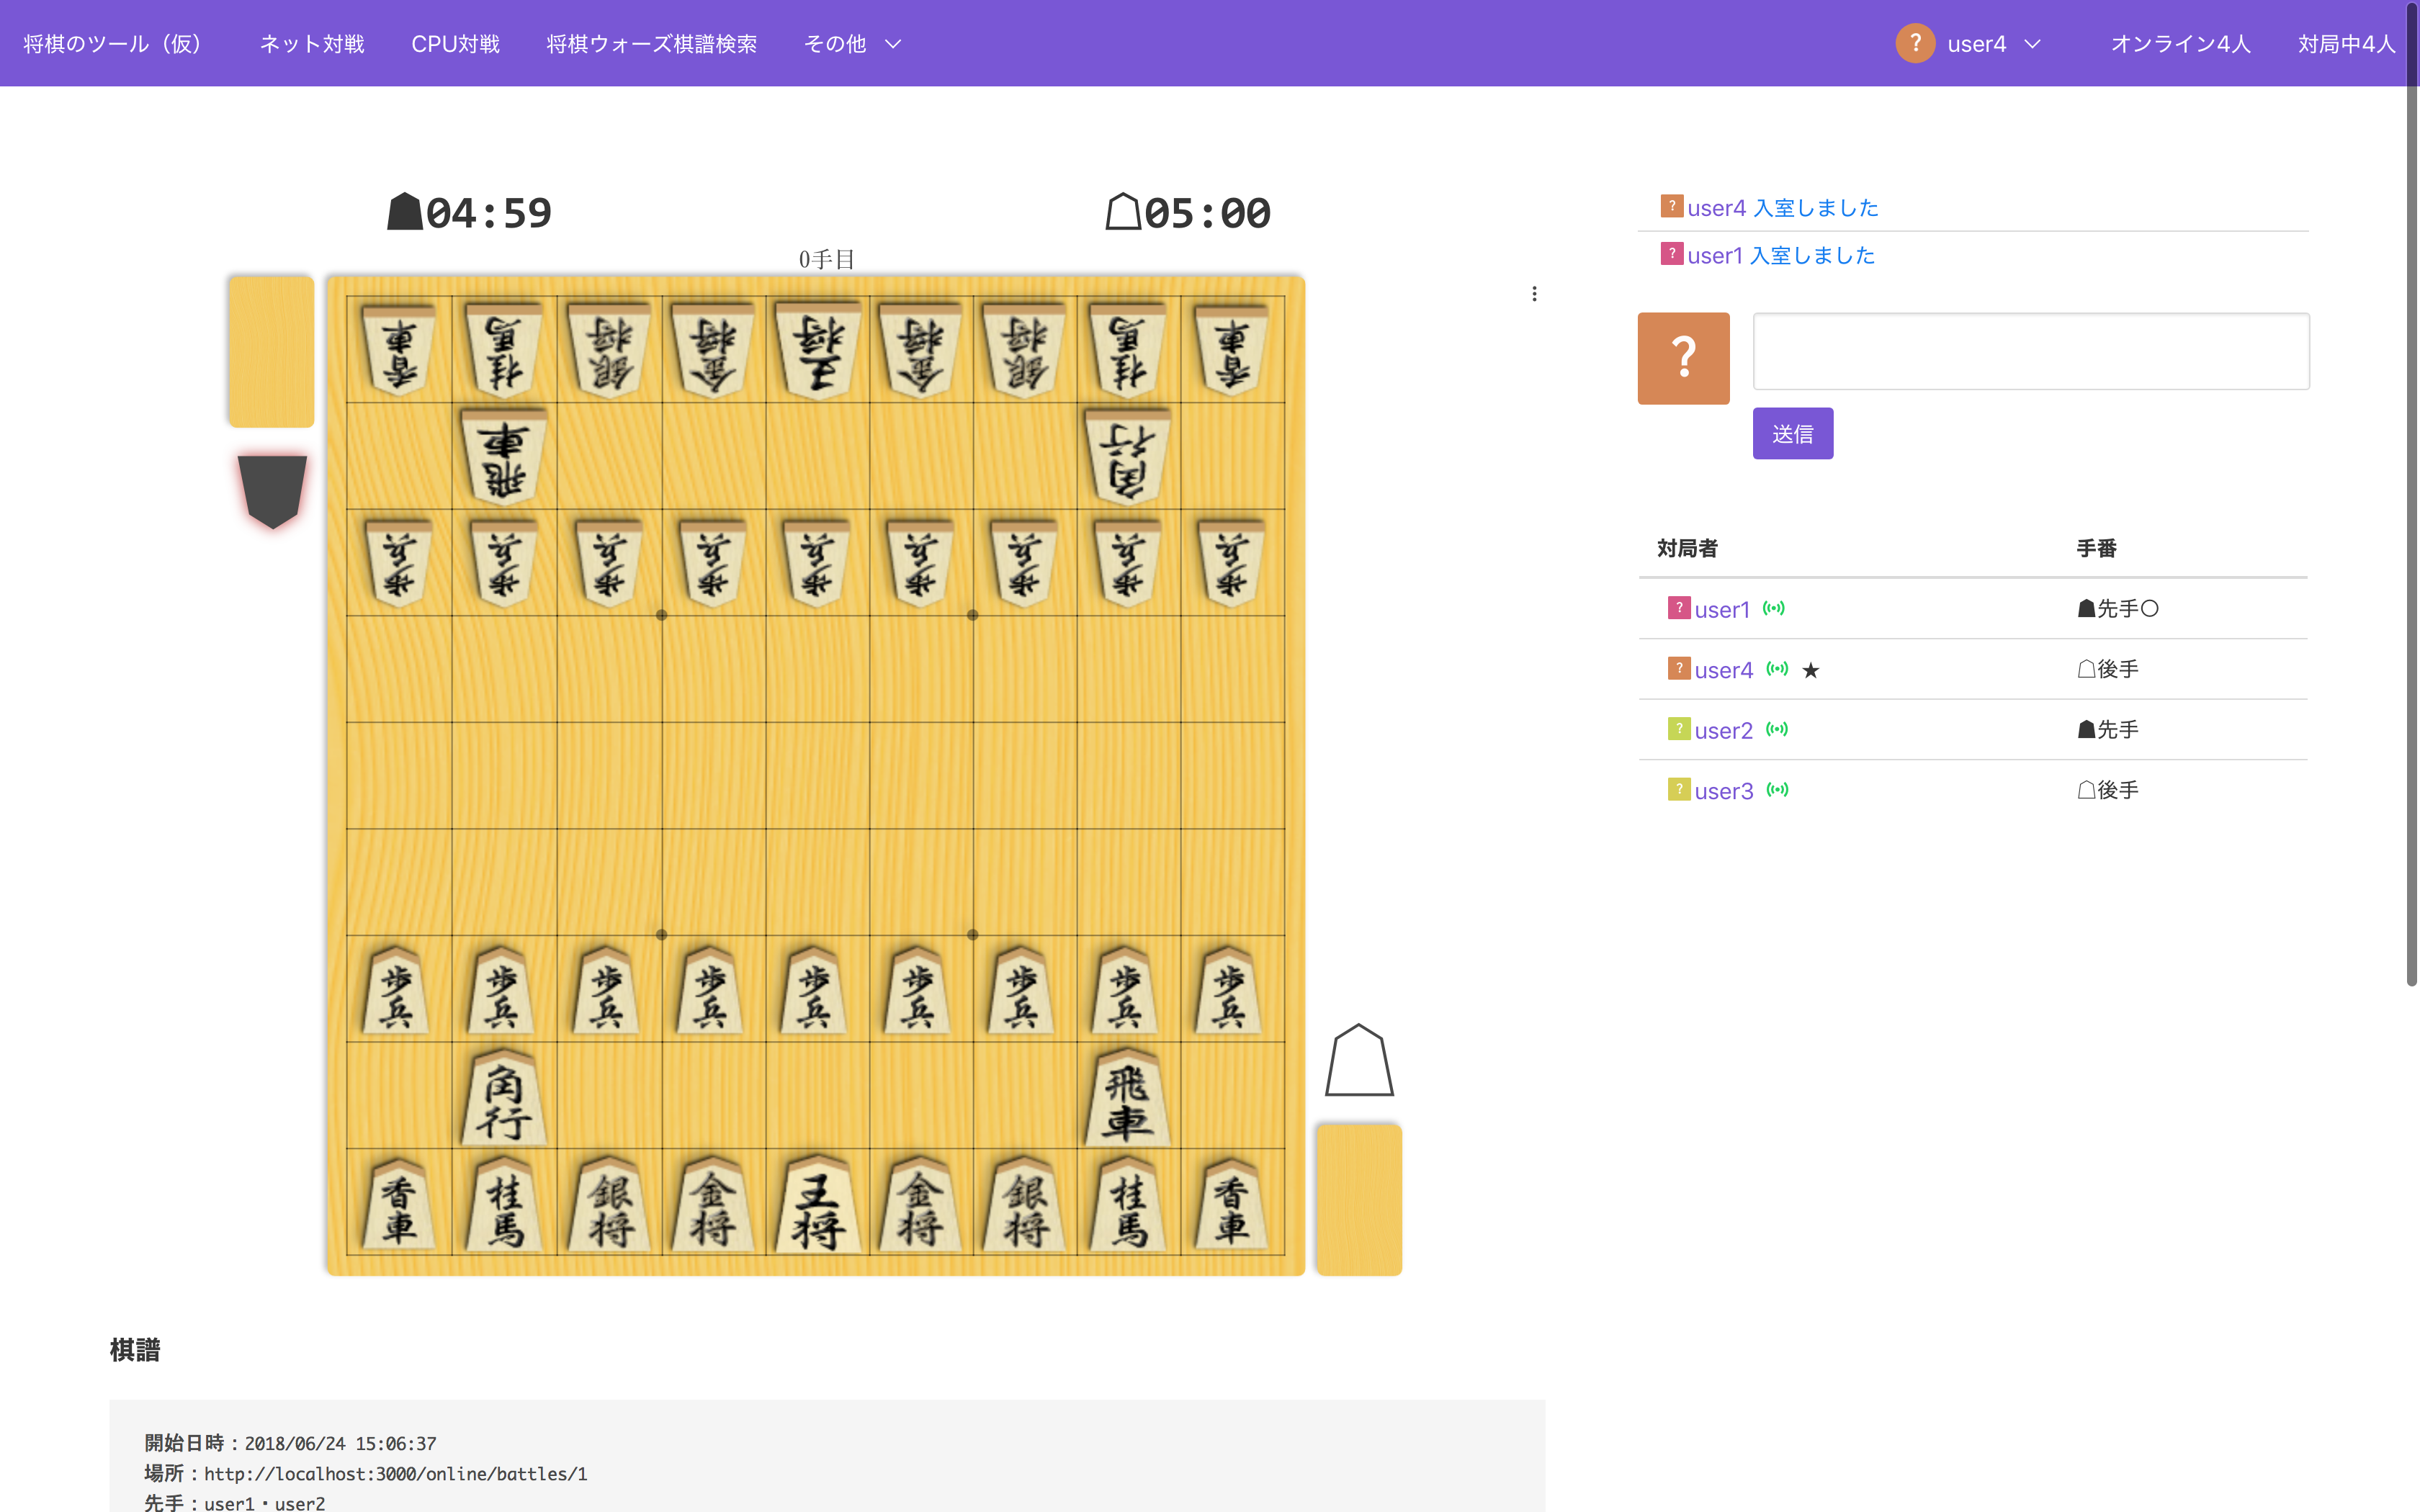 将棋のツール（仮） ネット対戦 CPU対戦 将棋ウォーズ棋譜検索 その他 ? user4 オンライン4人 対局中4人
☗04:59 ☖05:00
0手目
香車 桂馬 銀将 金将 王将 金将 銀将 桂馬 香車
飛車 角行
歩兵 歩兵 歩兵 歩兵 歩兵 歩兵 歩兵 歩兵 歩兵
歩兵 歩兵 歩兵 歩兵 歩兵 歩兵 歩兵 歩兵 歩兵
角行 飛車
香車 桂馬 銀将 金将 王将 金将 銀将 桂馬 香車
? user4 入室しました
? user1 入室しました
?
送信
対局者 手番
? user1 ☗先手〇
? user4 ★ ☖後手
? user2 ☗先手
? user3 ☖後手
棋譜
開始日時：2018/06/24 15:06:37
場所：http://localhost:3000/online/battles/1
先手：user1・user2